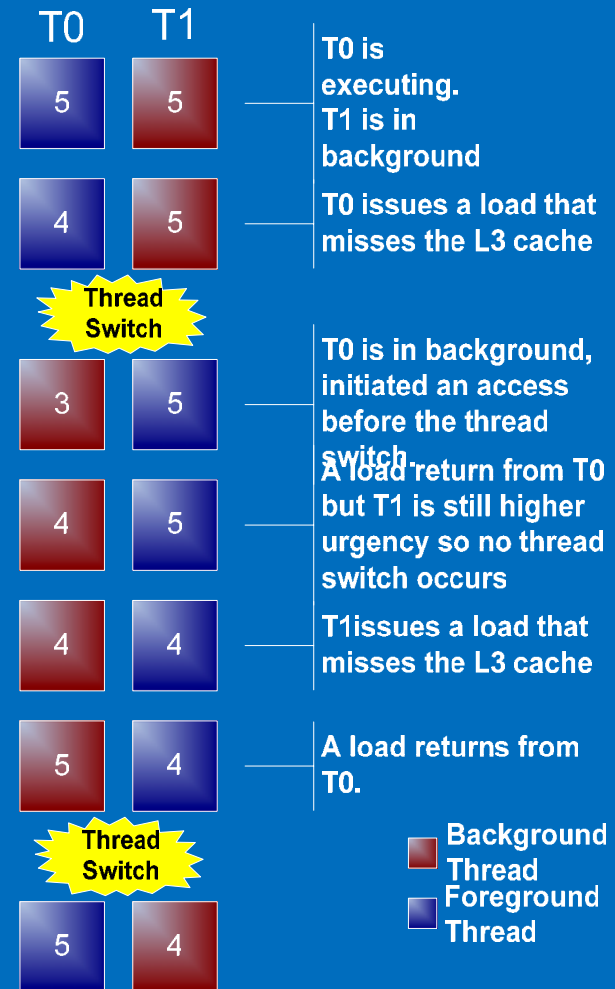 T0 T1
5 5
T0 is
executing.
T1 is in
background
4 5
T0 issues a load that
misses the L3 cache
Thread
Switch
3 5
T0 is in background,
initiated an access
before the thread
switch.
4 5
A load return from T0
but T1 is still higher
urgency so no thread
switch occurs
4 4
T1issues a load that
misses the L3 cache
5 4
A load returns from
T0.
Thread
Switch
Background
Thread
Foreground
Thread
5 4